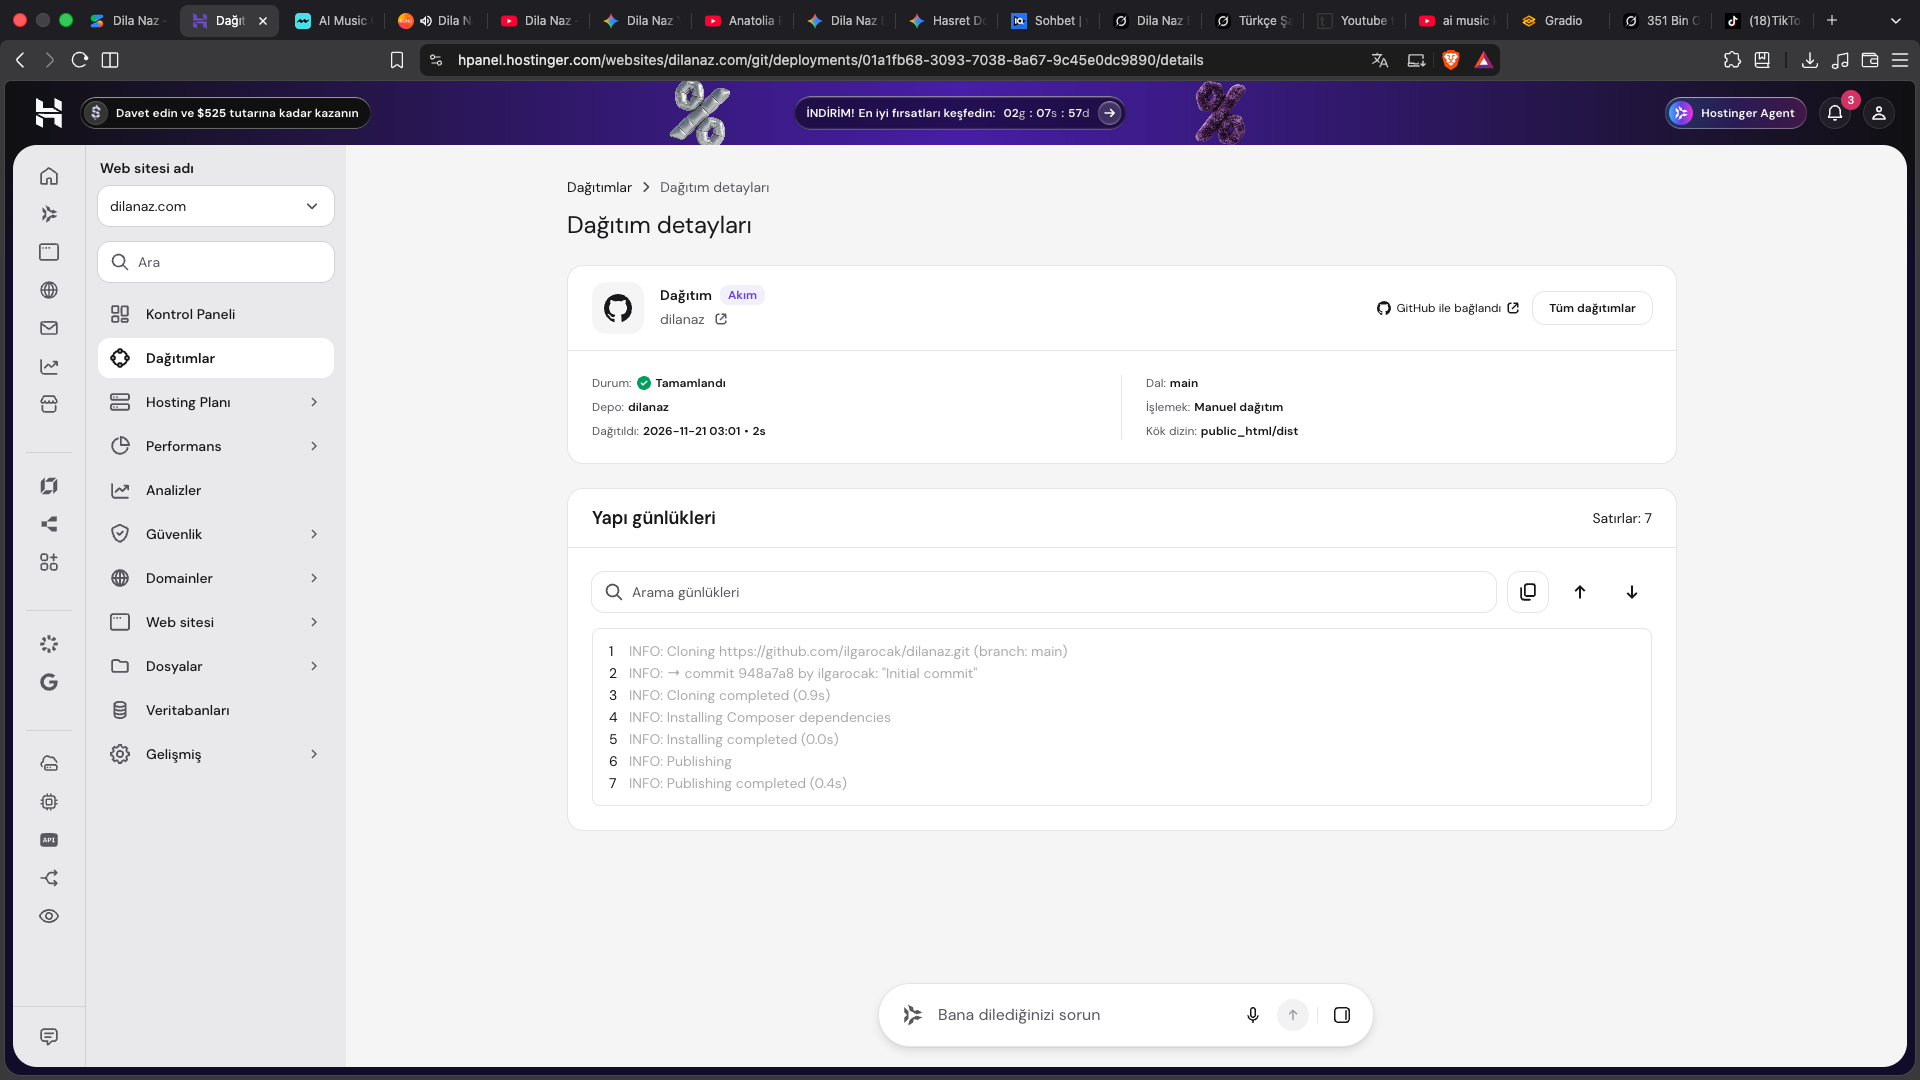 Dila Naz
Dağıt
AI Music
Dila N
Dila Naz
Dila Naz
Anatolia
Dila Naz
Hasret D
Sohbet |
Dila Naz
Türkçe Ş
Youtube t
ai music
Gradio
351 Bin
(18)TikTo
hpanel.hostinger.com/websites/dilanaz.com/git/deployments/01a1fb68-3093-7038-8a67-9c45e0dc9890/details
Davet edin ve $525 tutarına kadar kazanın
İNDİRİM! En iyi fırsatları keşfedin: 02g : 07s : 57d
Hostinger Agent
3
Web sitesi adı
dilanaz.com
Ara
Kontrol Paneli
Dağıtımlar
Hosting Planı
Performans
Analizler
Güvenlik
Domainler
Web sitesi
Dosyalar
Veritabanları
Gelişmiş
API
Dağıtımlar
Dağıtım detayları
Dağıtım detayları
Dağıtım Akım
dilanaz
GitHub ile bağlandı
Tüm dağıtımlar
Durum: Tamamlandı
Depo: dilanaz
Dağıtıldı: 2026-11-21 03:01 • 2s
Dal: main
İşlemek: Manuel dağıtım
Kök dizin: public_html/dist
Yapı günlükleri
Satırlar: 7
Arama günlükleri
1 INFO: Cloning https://github.com/ilgarocak/dilanaz.git (branch: main)
2 INFO: → commit 948a7a8 by ilgarocak: "Initial commit"
3 INFO: Cloning completed (0.9s)
4 INFO: Installing Composer dependencies
5 INFO: Installing completed (0.0s)
6 INFO: Publishing
7 INFO: Publishing completed (0.4s)
Bana dilediğinizi sorun